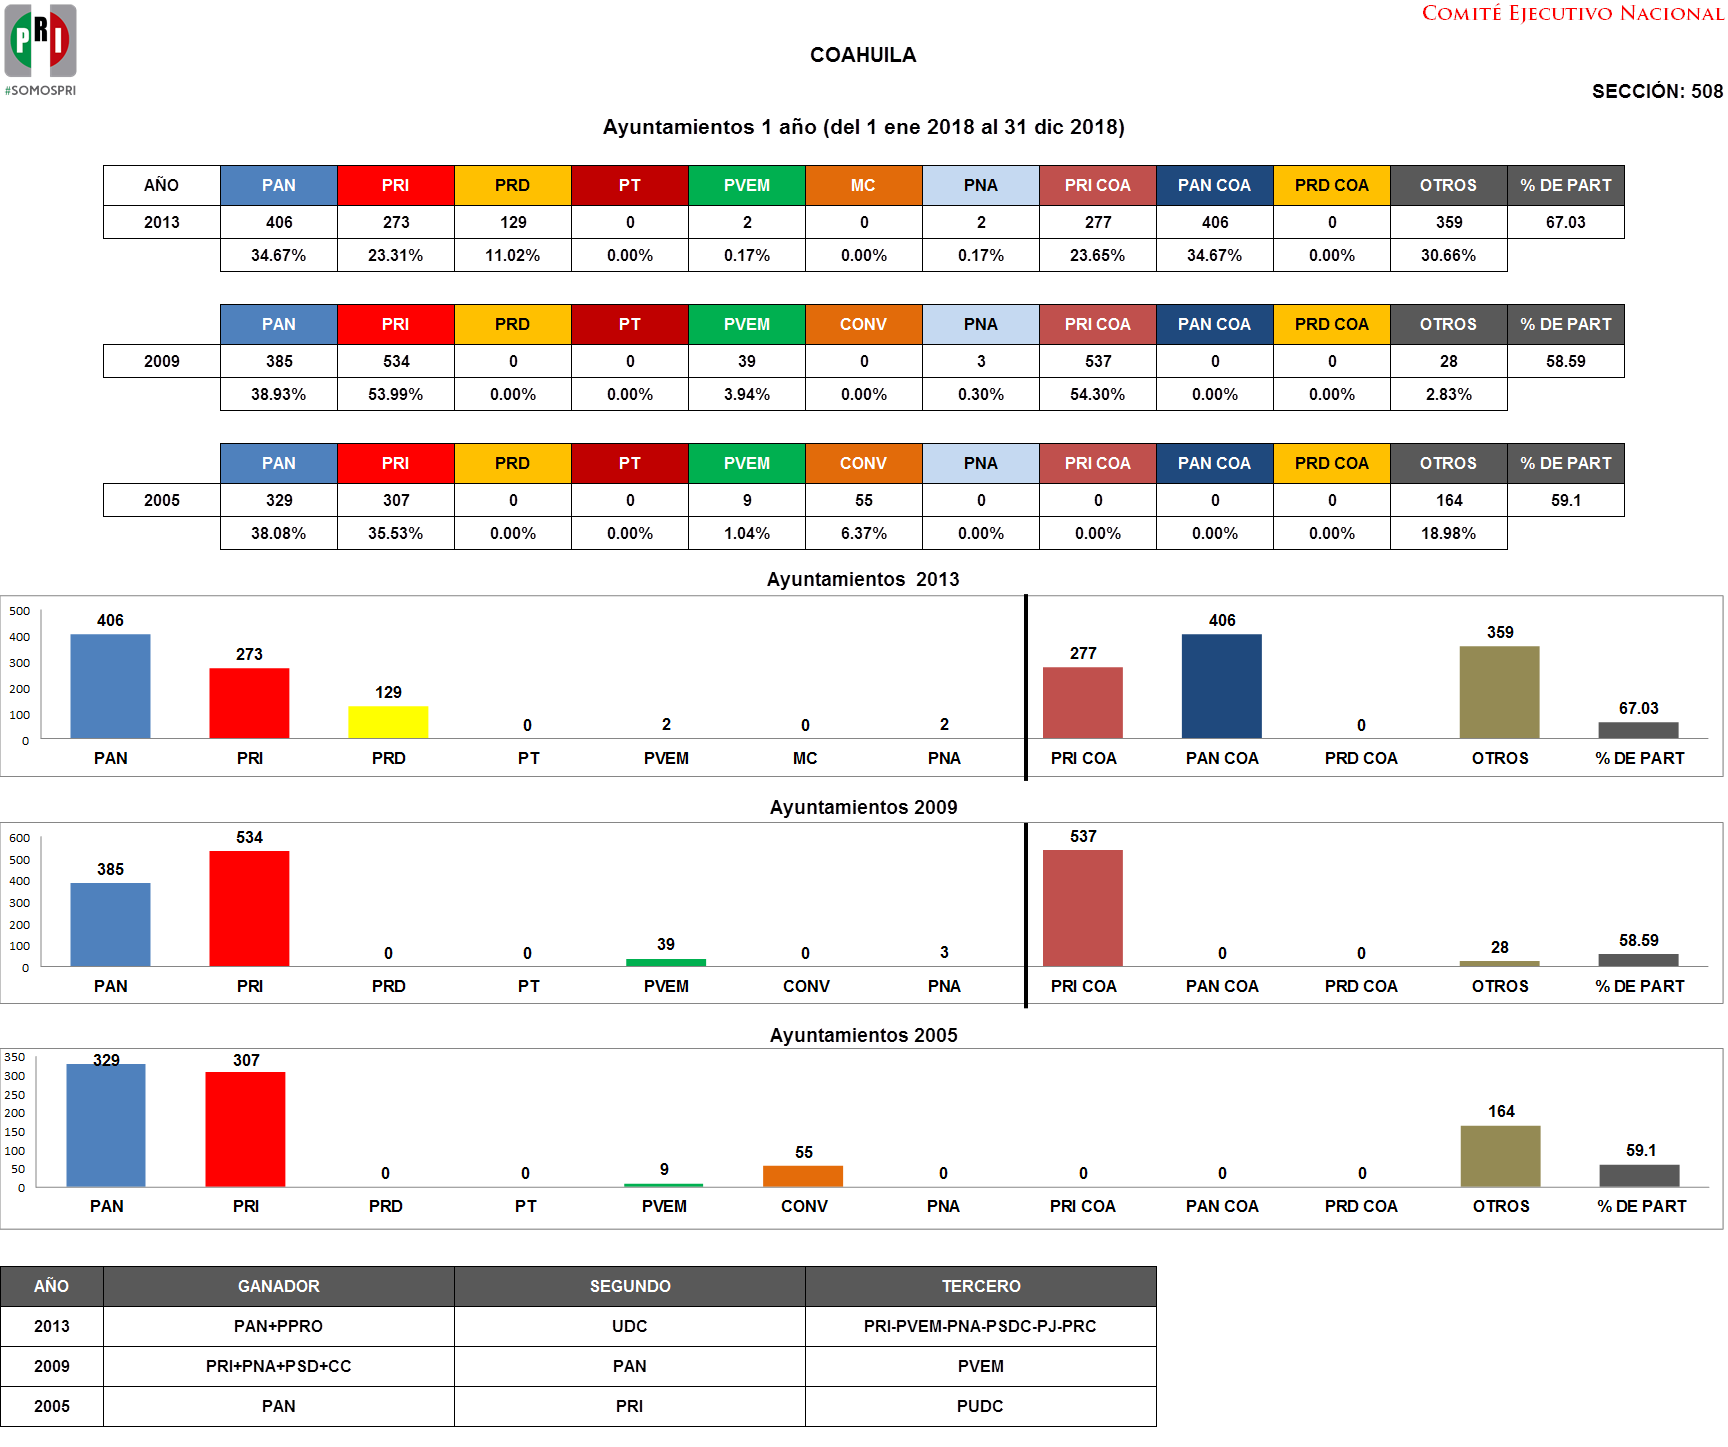 PRI
#SOMOSPRI
COMITÉ EJECUTIVO NACIONAL
COAHUILA
SECCIÓN: 508
Ayuntamientos 1 año (del 1 ene 2018 al 31 dic 2018)
AÑO PAN PRI PRD PT PVEM MC PNA PRI COA PAN COA PRD COA OTROS % DE PART
2013 406 273 129 0 2 0 2 277 406 0 359 67.03
34.67% 23.31% 11.02% 0.00% 0.17% 0.00% 0.17% 23.65% 34.67% 0.00% 30.66%
PAN PRI PRD PT PVEM CONV PNA PRI COA PAN COA PRD COA OTROS % DE PART
2009 385 534 0 0 39 0 3 537 0 0 28 58.59
38.93% 53.99% 0.00% 0.00% 3.94% 0.00% 0.30% 54.30% 0.00% 0.00% 2.83%
PAN PRI PRD PT PVEM CONV PNA PRI COA PAN COA PRD COA OTROS % DE PART
2005 329 307 0 0 9 55 0 0 0 0 164 59.1
38.08% 35.53% 0.00% 0.00% 1.04% 6.37% 0.00% 0.00% 0.00% 0.00% 18.98%
Ayuntamientos 2013
500
400
300
200
100
0
406 273 129 0 2 0 2 277 406 0 359 67.03
PAN PRI PRD PT PVEM MC PNA PRI COA PAN COA PRD COA OTROS % DE PART
Ayuntamientos 2009
600
500
400
300
200
100
0
385 534 0 0 39 0 3 537 0 0 28 58.59
PAN PRI PRD PT PVEM CONV PNA PRI COA PAN COA PRD COA OTROS % DE PART
Ayuntamientos 2005
350
300
250
200
150
100
50
0
329 307 0 0 9 55 0 0 0 0 164 59.1
PAN PRI PRD PT PVEM CONV PNA PRI COA PAN COA PRD COA OTROS % DE PART
AÑO GANADOR SEGUNDO TERCERO
2013 PAN+PPRO UDC PRI-PVEM-PNA-PSDC-PJ-PRC
2009 PRI+PNA+PSD+CC PAN PVEM
2005 PAN PRI PUDC